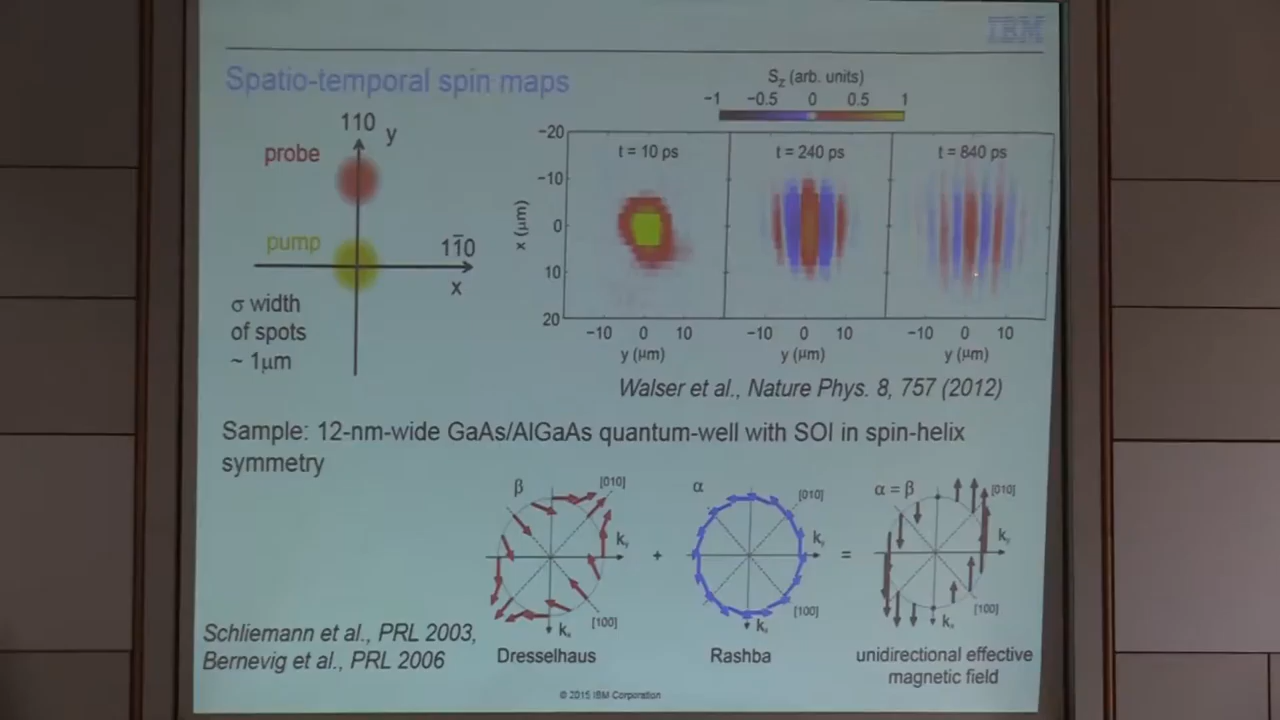 IBM
Spatio-temporal spin maps
110 y
probe
pump
11̅0
x
σ width
of spots
~ 1μm
Sz (arb. units)
−1 −0.5 0 0.5 1
t = 10 ps t = 240 ps t = 840 ps
−20
−10
0
10
20
x (μm)
−10 0 10 −10 0 10 −10 0 10
y (μm) y (μm) y (μm)
Walser et al., Nature Phys. 8, 757 (2012)
Sample: 12-nm-wide GaAs/AlGaAs quantum-well with SOI in spin-helix
symmetry
β [010] α [010] α = β [010]
ky ky ky
+ =
[100] [100] [100]
kx kx kx
Schliemann et al., PRL 2003,
Bernevig et al., PRL 2006
Dresselhaus Rashba unidirectional effective
magnetic field
© 2015 IBM Corporation